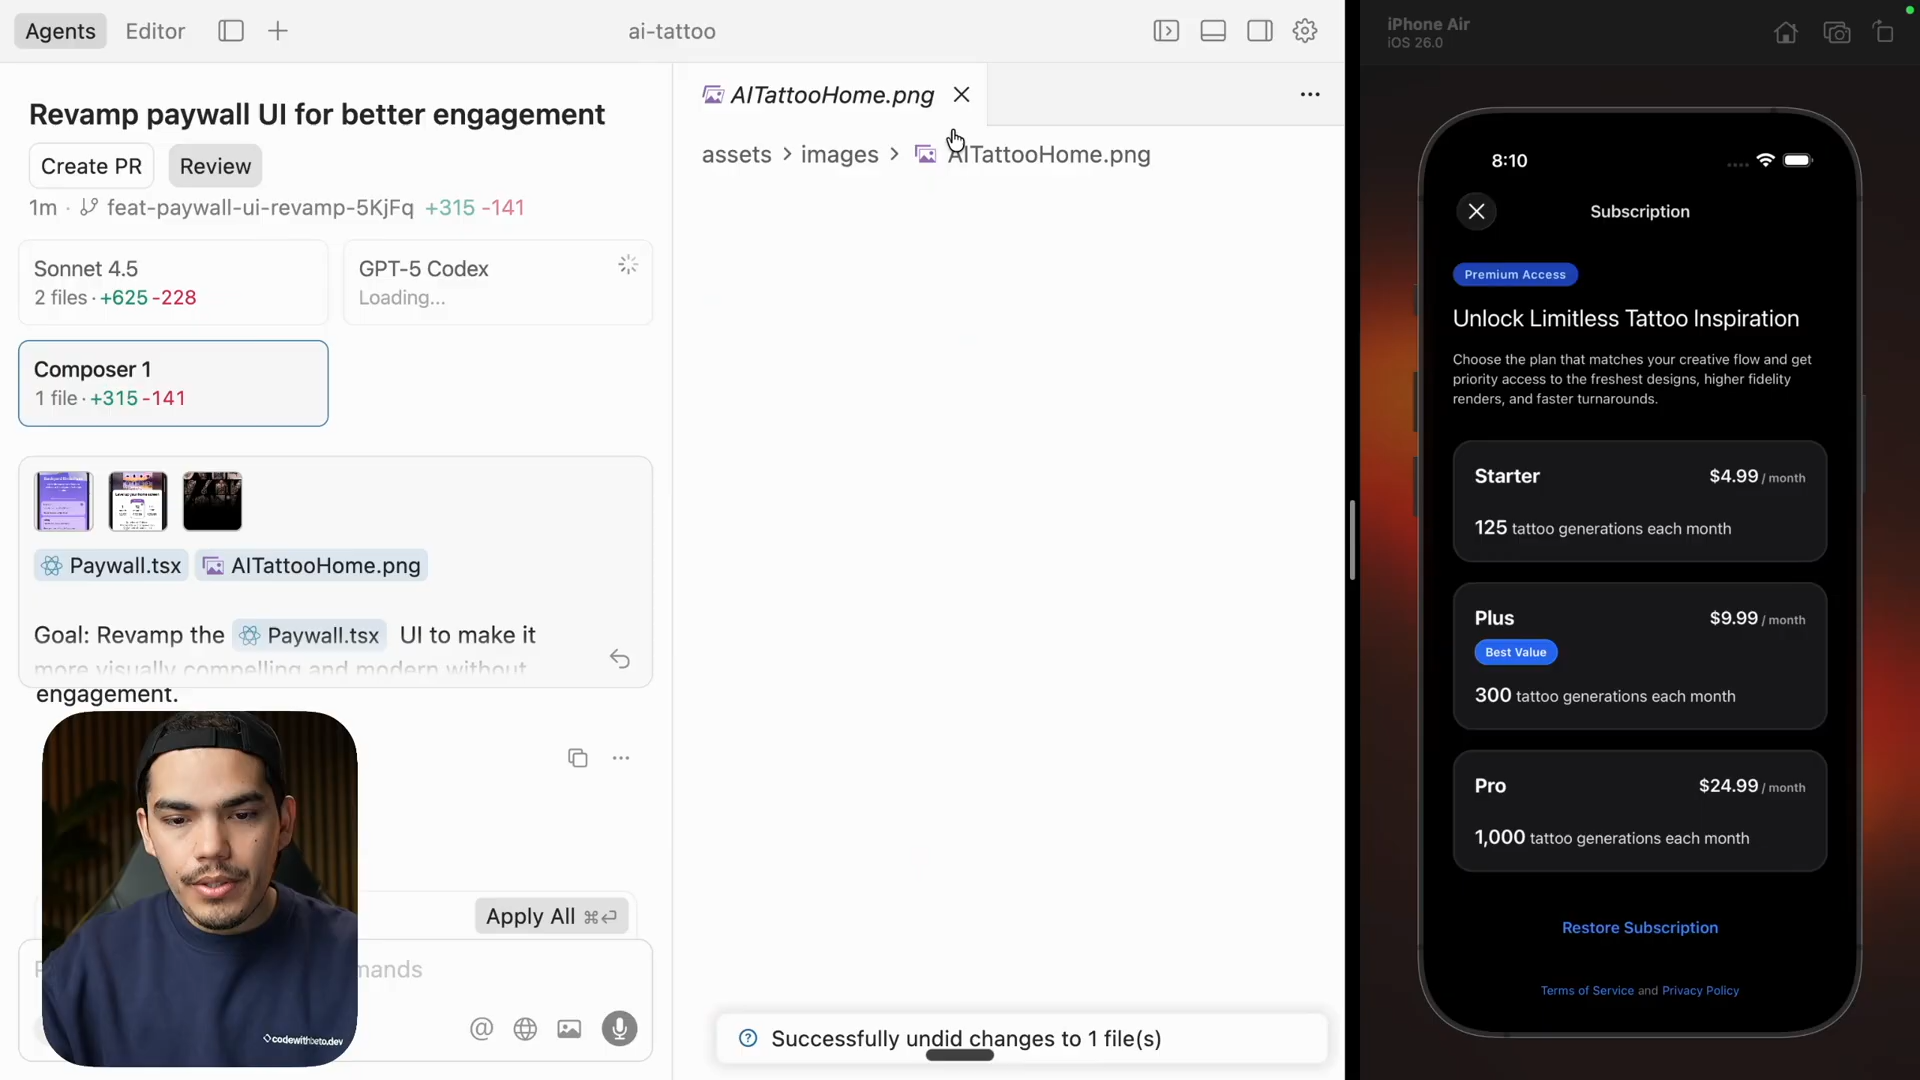 Agents
Editor
ai-tattoo
iPhone Air
iOS 26.0
Revamp paywall UI for better engagement
Create PR
Review
1m · feat-paywall-ui-revamp-5KjFq +315 -141
Sonnet 4.5
2 files · +625 -228
GPT-5 Codex
Loading...
Composer 1
1 file · +315 -141
Paywall.tsx
AITattooHome.png
Goal: Revamp the Paywall.tsx UI to make it
more visually compelling and modern without
engagement.
Apply All ⌘⏎
codewithbeto.dev
AITattooHome.png
assets > images > AITattooHome.png
Successfully undid changes to 1 file(s)
8:10
Subscription
Premium Access
Unlock Limitless Tattoo Inspiration
Choose the plan that matches your creative flow and get
priority access to the freshest designs, higher fidelity
renders, and faster turnarounds.
Starter
$4.99 / month
125 tattoo generations each month
Plus
$9.99 / month
Best Value
300 tattoo generations each month
Pro
$24.99 / month
1,000 tattoo generations each month
Restore Subscription
Terms of Service and Privacy Policy